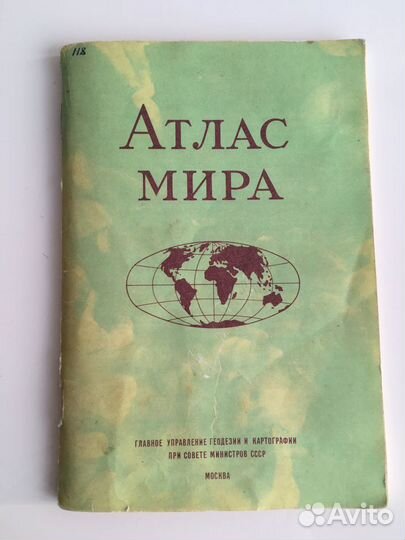 118
АТЛАС
МИРА
ГЛАВНОЕ УПРАВЛЕНИЕ ГЕОДЕЗИИ И КАРТОГРАФИИ
ПРИ СОВЕТЕ МИНИСТРОВ СССР
МОСКВА
Avito